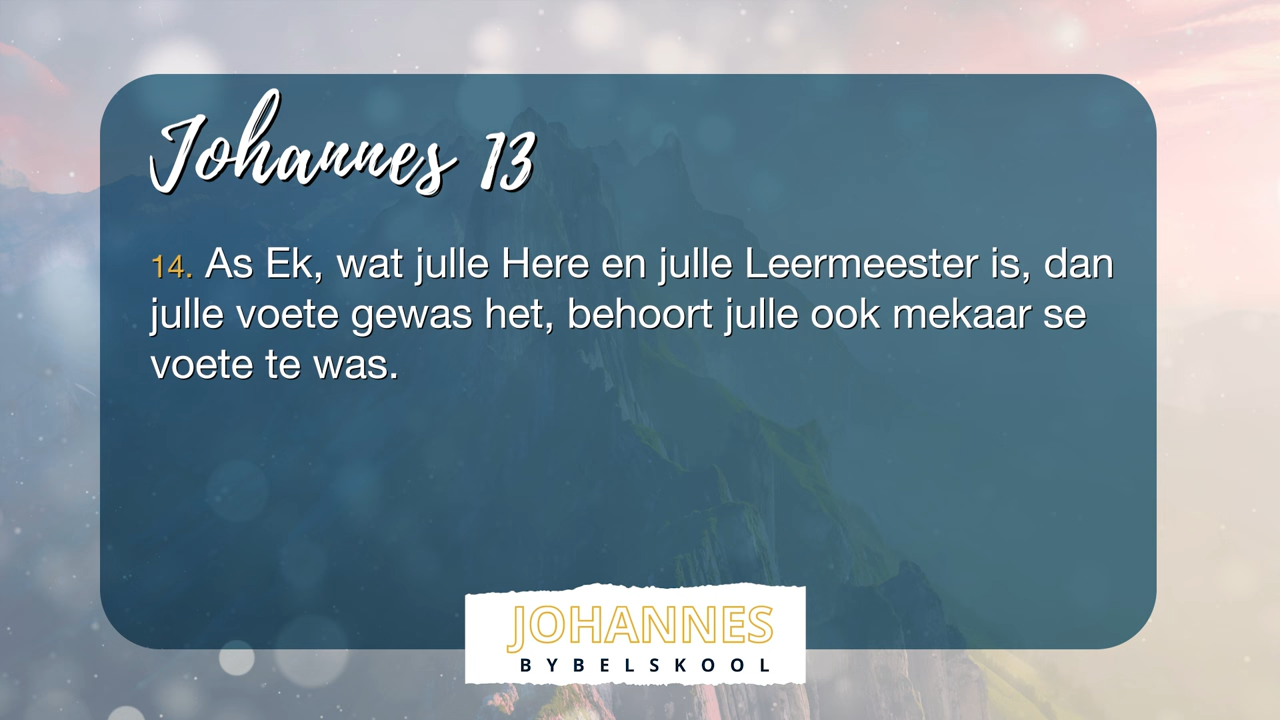 Johannes 13
14. As Ek, wat julle Here en julle Leermeester is, dan
julle voete gewas het, behoort julle ook mekaar se
voete te was.
JOHANNES
BYBELSKOOL